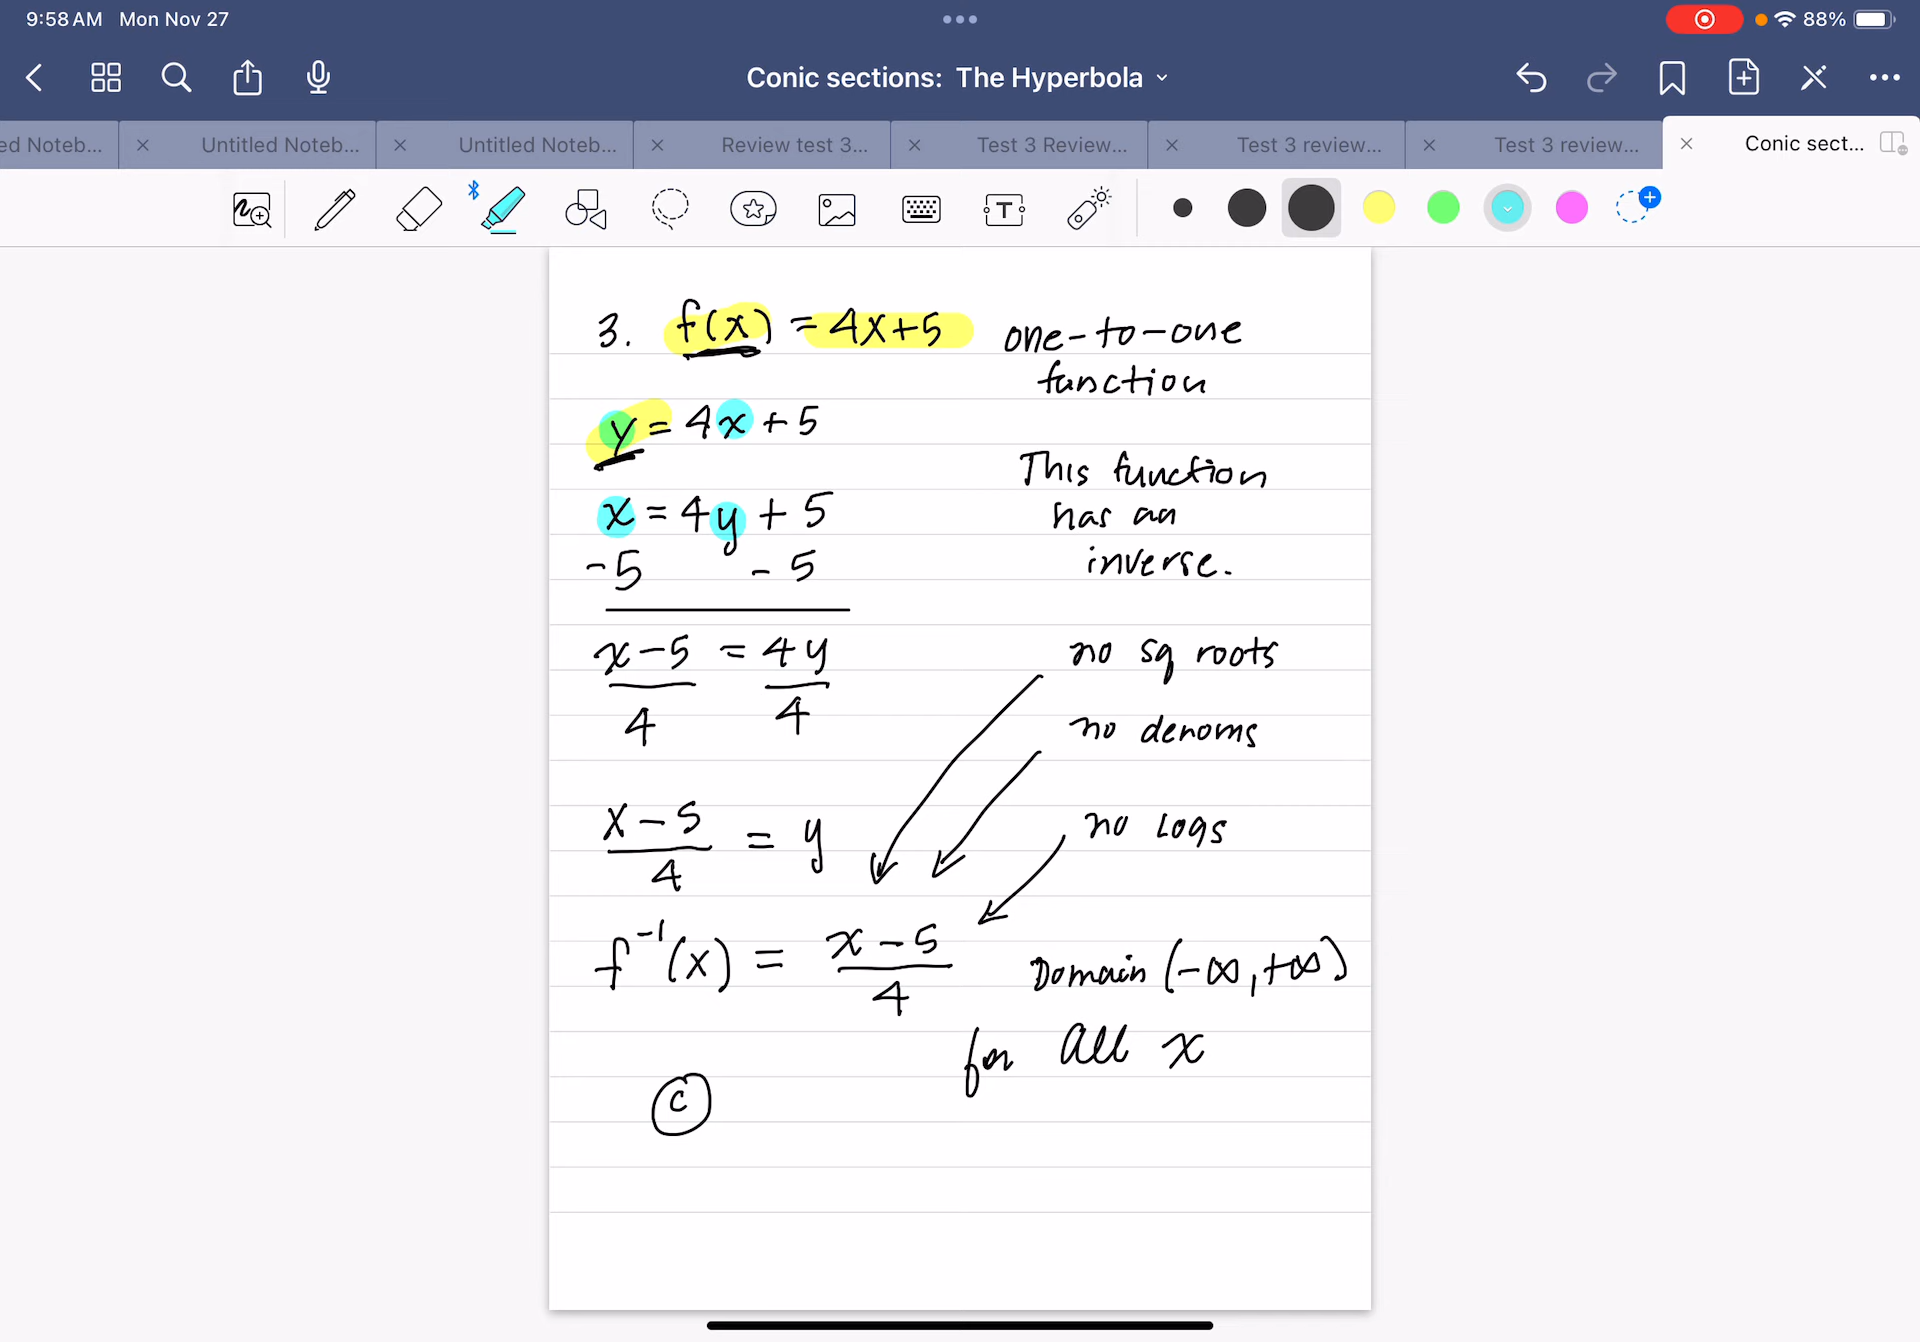 9:58 AM Mon Nov 27
88%
Conic sections: The Hyperbola
ed Noteb...
Untitled Noteb...
Untitled Noteb...
Review test 3...
Test 3 Review...
Test 3 review...
Test 3 review...
Conic sect...
T
3. f(x) = 4x+5 one-to-one
function
y = 4x + 5
This function
x = 4y + 5 has an
-5 - 5 inverse.
x-5 = 4y no sq roots
4 4
no denoms
x-5 = y no Logs
4
f⁻¹(x) = x-5 Domain (-∞,+∞)
4
for All x
C